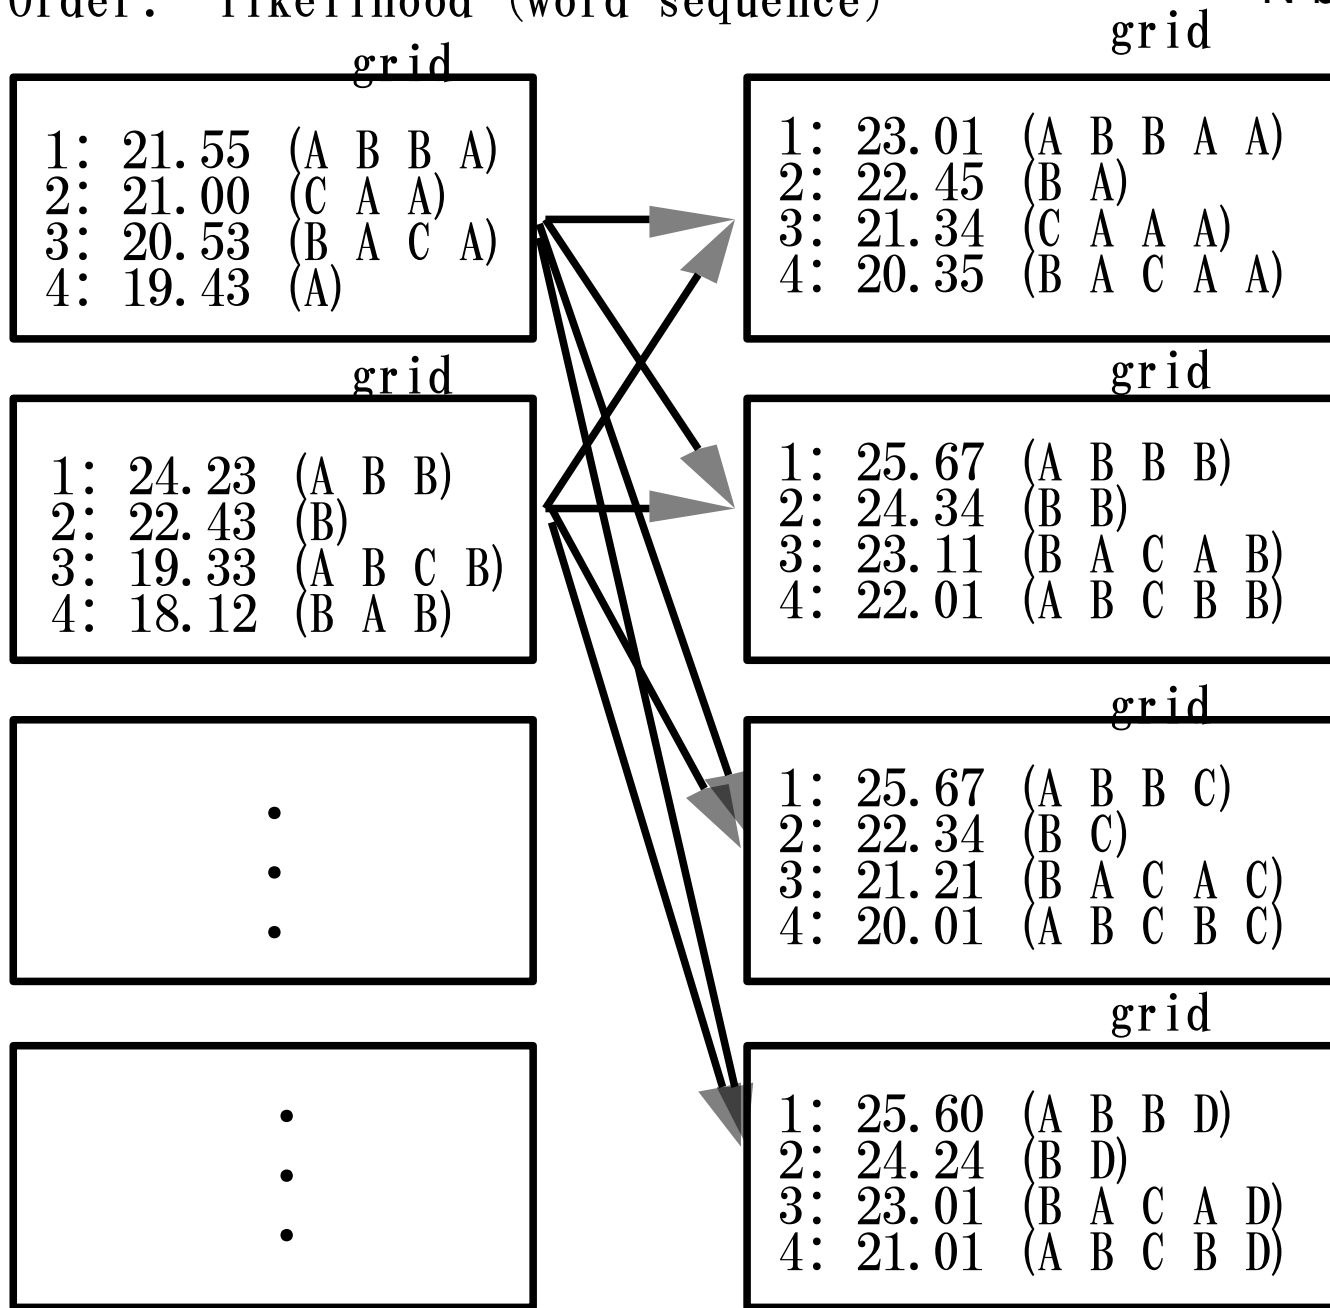 Order: likelihood (word sequence)
grid
1: 21.55 (A B B A)
2: 21.00 (C A A)
3: 20.53 (B A C A)
4: 19.43 (A)
grid
1: 24.23 (A B B)
2: 22.43 (B)
3: 19.33 (A B C B)
4: 18.12 (B A B)
grid
1: 23.01 (A B B A A)
2: 22.45 (B A)
3: 21.34 (C A A A)
4: 20.35 (B A C A A)
grid
1: 25.67 (A B B B)
2: 24.34 (B B)
3: 23.11 (B A C A B)
4: 22.01 (A B C B B)
grid
1: 25.67 (A B B C)
2: 22.34 (B C)
3: 21.21 (B A C A C)
4: 20.01 (A B C B C)
grid
1: 25.60 (A B B D)
2: 24.24 (B D)
3: 23.01 (B A C A D)
4: 21.01 (A B C B D)